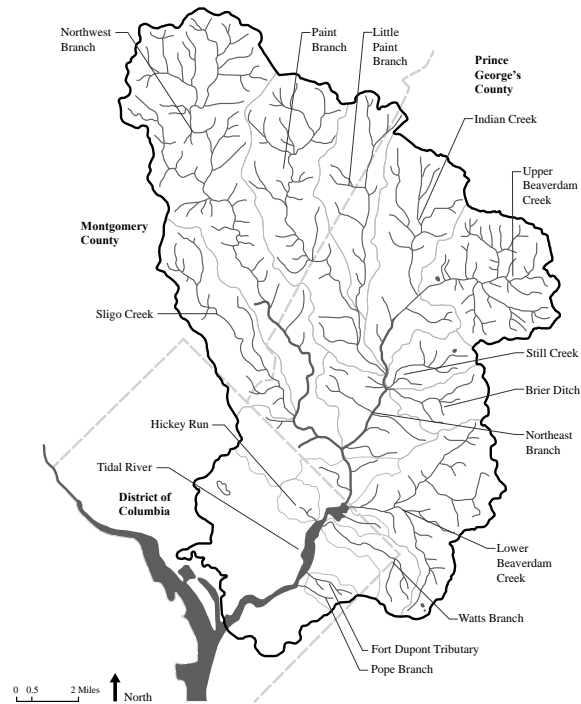 Northwest
Branch
Paint
Branch
Little
Paint
Branch
Prince
George's
County
Indian Creek
Upper
Beaverdam
Creek
Montgomery
County
Sligo Creek
Still Creek
Brier Ditch
Hickey Run
Northeast
Branch
Tidal River
District of
Columbia
Lower
Beaverdam
Creek
Watts Branch
Fort Dupont Tributary
Pope Branch
0 0.5 2 Miles
North